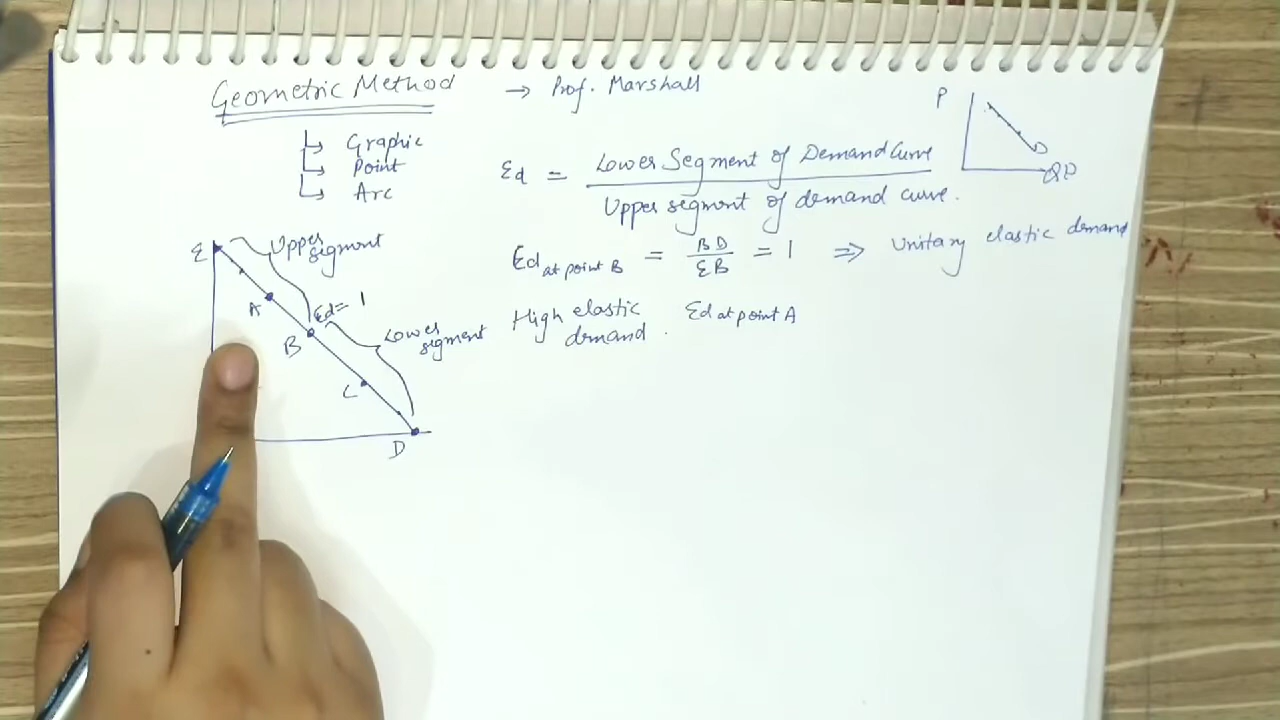 Geometric Method → Prof. Marshall
Graphic
Point
Arc
Ed = Lower Segment of Demand Curve
Upper segment of demand curve.
P
D
QD
Ed at point B = BD / EB = 1 ⇒ Unitary elastic demand
High elastic demand. Ed at point A
E
Upper segment
A
Ed = 1
B
Lower segment
C
D